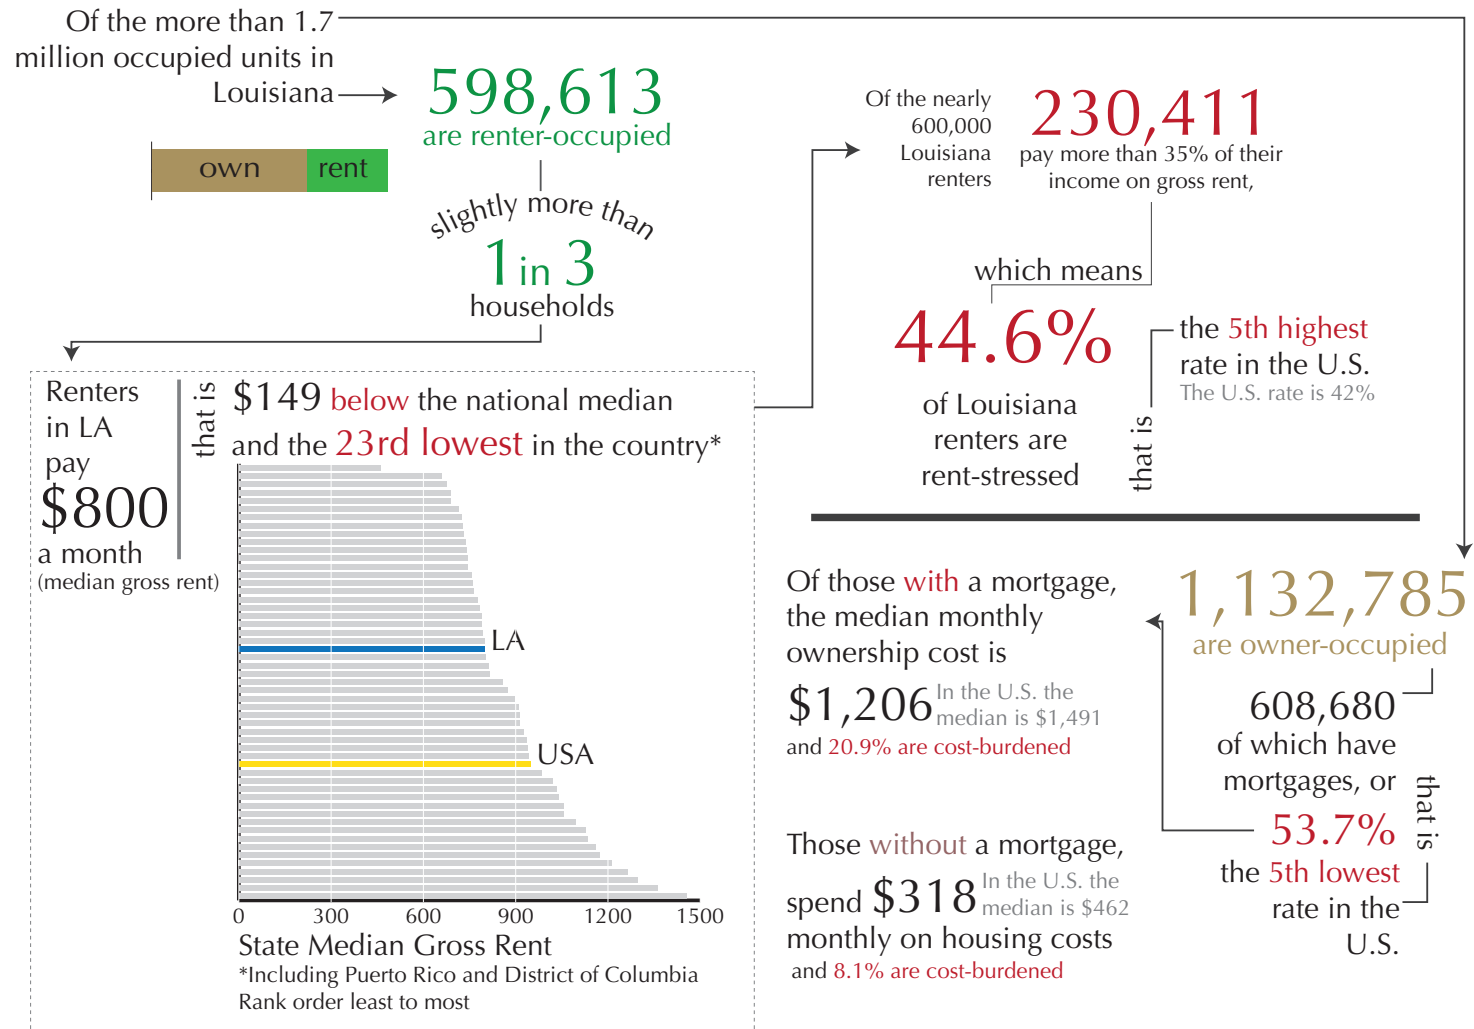 Of the more than 1.7
million occupied units in
Louisiana
598,613
are renter-occupied
own rent
slightly more than
1 in 3
households
Of the nearly
600,000
Louisiana
renters
230,411
pay more than 35% of their
income on gross rent,
which means
44.6%
of Louisiana
renters are
rent-stressed
that is
the 5th highest
rate in the U.S.
The U.S. rate is 42%
Renters
in LA
pay
$800
a month
(median gross rent)
that is
$149 below the national median
and the 23rd lowest in the country*
LA
USA
0 300 600 900 1200 1500
State Median Gross Rent
*Including Puerto Rico and District of Columbia
Rank order least to most
1,132,785
are owner-occupied
608,680
of which have
mortgages, or
53.7%
that is
the 5th lowest
rate in the
U.S.
Of those with a mortgage,
the median monthly
ownership cost is
$1,206 In the U.S. the
median is $1,491
and 20.9% are cost-burdened
Those without a mortgage,
spend $318 In the U.S. the
median is $462
monthly on housing costs
and 8.1% are cost-burdened